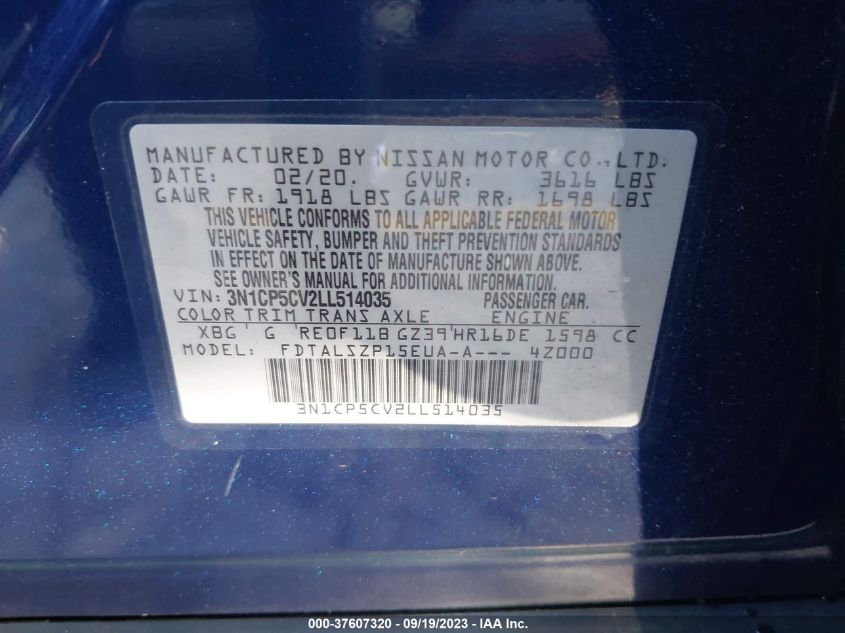 MANUFACTURED BY NISSAN MOTOR CO., LTD.
DATE: 02/20. GVWR: 3616 LBS
GAWR FR: 1918 LBS GAWR RR: 1698 LBS
THIS VEHICLE CONFORMS TO ALL APPLICABLE FEDERAL MOTOR
VEHICLE SAFETY, BUMPER AND THEFT PREVENTION STANDARDS
IN EFFECT ON THE DATE OF MANUFACTURE SHOWN ABOVE.
SEE OWNER'S MANUAL FOR ADDITIONAL INFORMATION.
VIN: 3N1CP5CV2LL514035 PASSENGER CAR.
COLOR TRIM TRANS AXLE ENGINE
XBG G RE0F11B GZ39 HR16DE 1598 CC
MODEL: FDTALSZP15EUA-A--- 4Z000
3N1CP5CV2LL514035
000-37607320 - 09/19/2023 - IAA Inc.